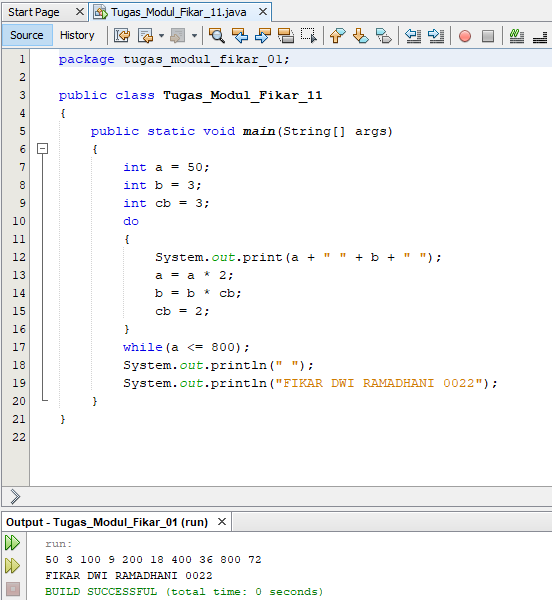 Start Page Tugas_Modul_Fikar_11.java
Source History
1 package tugas_modul_fikar_01;
2
3 public class Tugas_Modul_Fikar_11
4 {
5 public static void main(String[] args)
6 {
7 int a = 50;
8 int b = 3;
9 int cb = 3;
10 do
11 {
12 System.out.print(a + " " + b + " ");
13 a = a * 2;
14 b = b * cb;
15 cb = 2;
16 }
17 while(a <= 800);
18 System.out.println(" ");
19 System.out.println("FIKAR DWI RAMADHANI 0022");
20 }
21 }
22
Output - Tugas_Modul_Fikar_01 (run)
run:
50 3 100 9 200 18 400 36 800 72
FIKAR DWI RAMADHANI 0022
BUILD SUCCESSFUL (total time: 0 seconds)